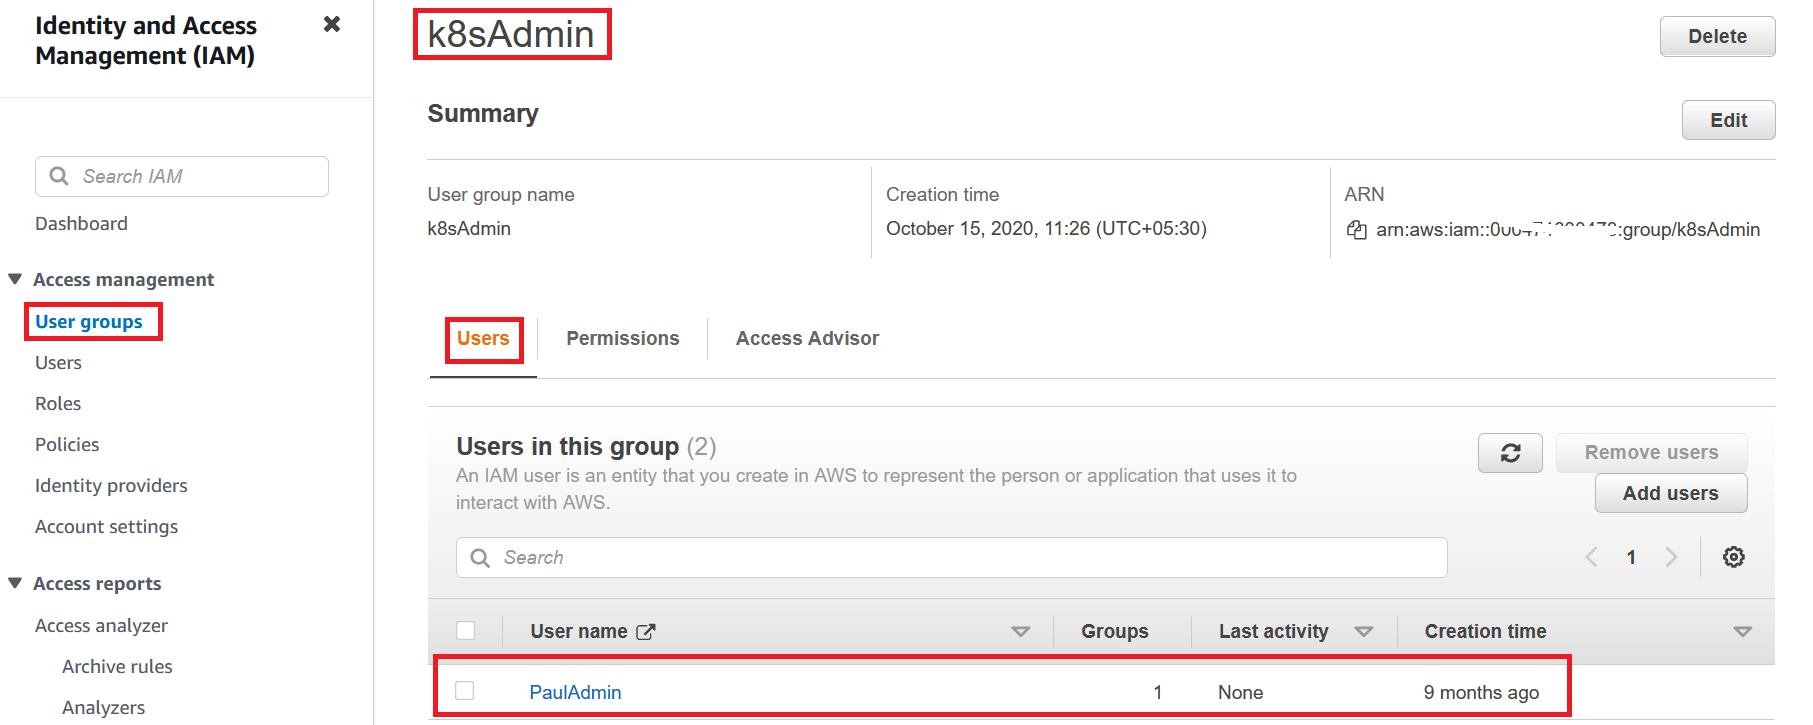 Identity and Access
Management (IAM)
Search IAM
Dashboard
Access management
User groups
Users
Roles
Policies
Identity providers
Account settings
Access reports
Access analyzer
Archive rules
Analyzers
k8sAdmin
Delete
Summary
Edit
User group name
k8sAdmin
Creation time
October 15, 2020, 11:26 (UTC+05:30)
ARN
arn:aws:iam:: :group/k8sAdmin
Users
Permissions
Access Advisor
Users in this group (2)
An IAM user is an entity that you create in AWS to represent the person or application that uses it to
interact with AWS.
Remove users
Add users
Search
1
User name
Groups
Last activity
Creation time
PaulAdmin
1
None
9 months ago